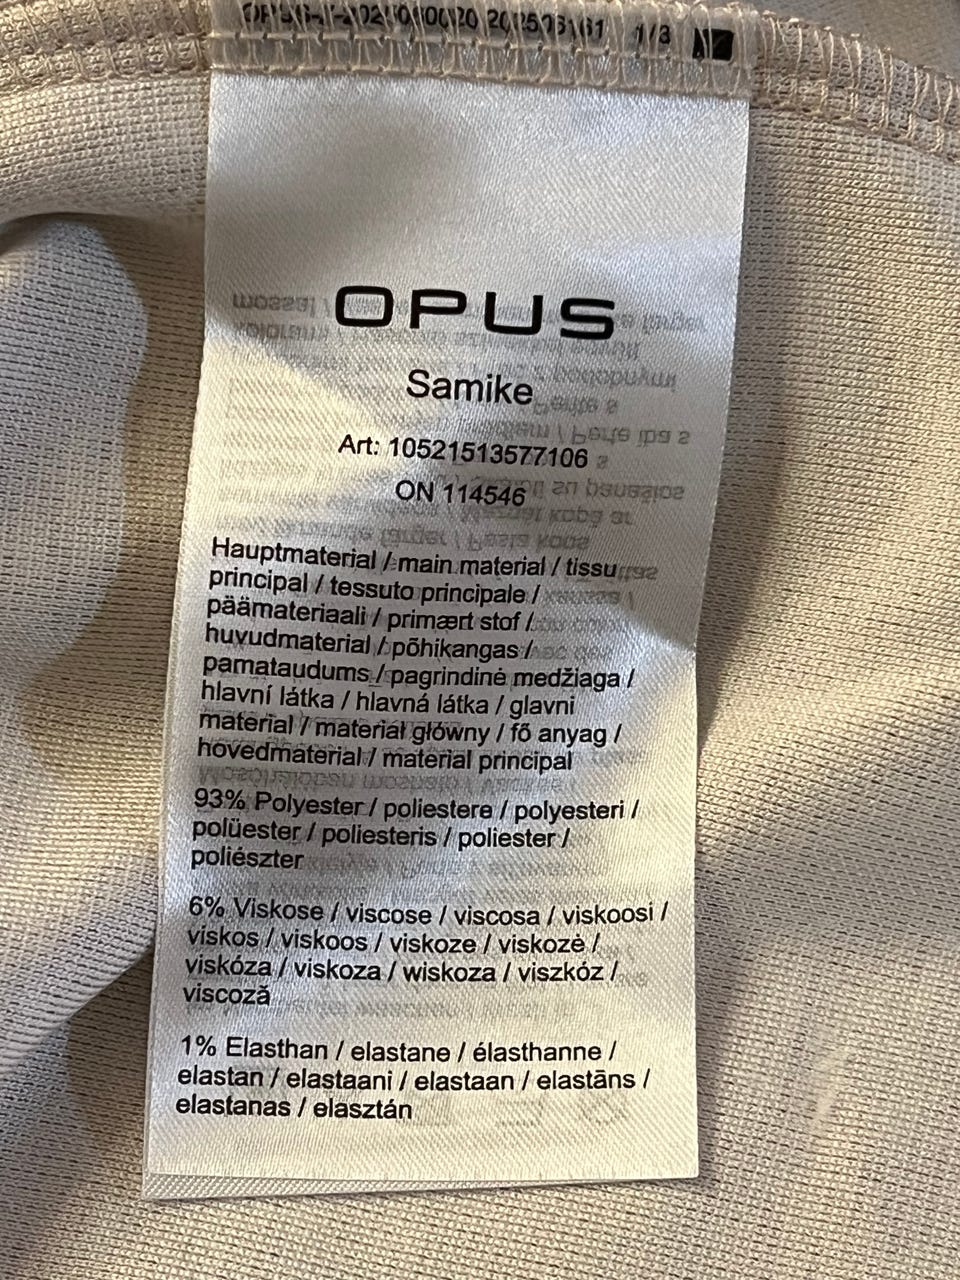 1/3
OPUS
Samike
Art: 10521513577106
ON 114546
Hauptmaterial / main material / tissu
principal / tessuto principale /
päämateriaali / primært stof /
huvudmaterial / põhikangas /
pamataudums / pagrindinė medžiaga /
hlavní látka / hlavná látka / glavni
material / materiał główny / fő anyag /
hovedmaterial / material principal
93% Polyester / poliestere / polyesteri /
polüester / poliesteris / poliester /
poliészter
6% Viskose / viscose / viscosa / viskoosi /
viskos / viskoos / viskoze / viskozė /
viskóza / viskoza / wiskoza / viszkóz /
viscoză
1% Elasthan / elastane / élasthanne /
elastan / elastaani / elastaan / elastāns /
elastanas / elasztán